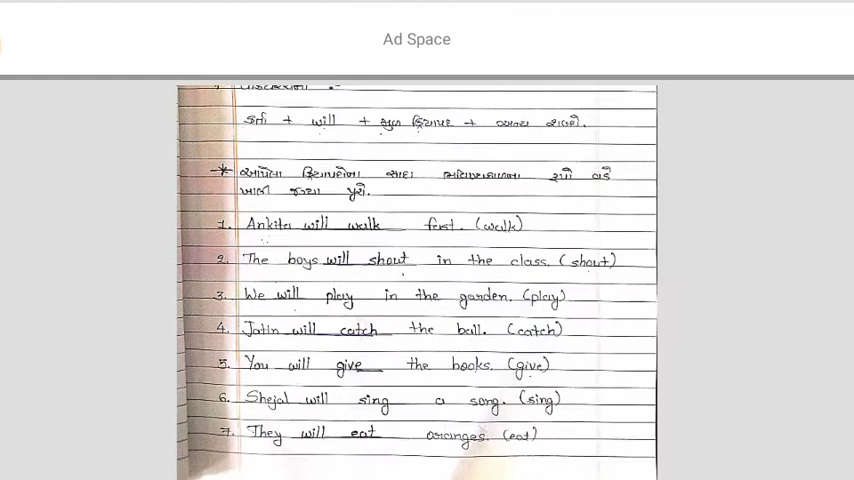 Ad Space
કર્તા + will + મુળ ક્રિયાપદ + અન્ય શબ્દો.
* આપેલા ક્રિયાપદોના સાદા ભવિષ્યકાળના રૂપો વડે
ખાલી જગ્યા પુરો.
1. Ankita will walk fast. (walk)
2. The boys will shout in the class. (shout)
3. We will play in the garden. (play)
4. Jatin will catch the ball. (catch)
5. You will give the books. (give)
6. Shejal will sing a song. (sing)
7. They will eat oranges. (eat)